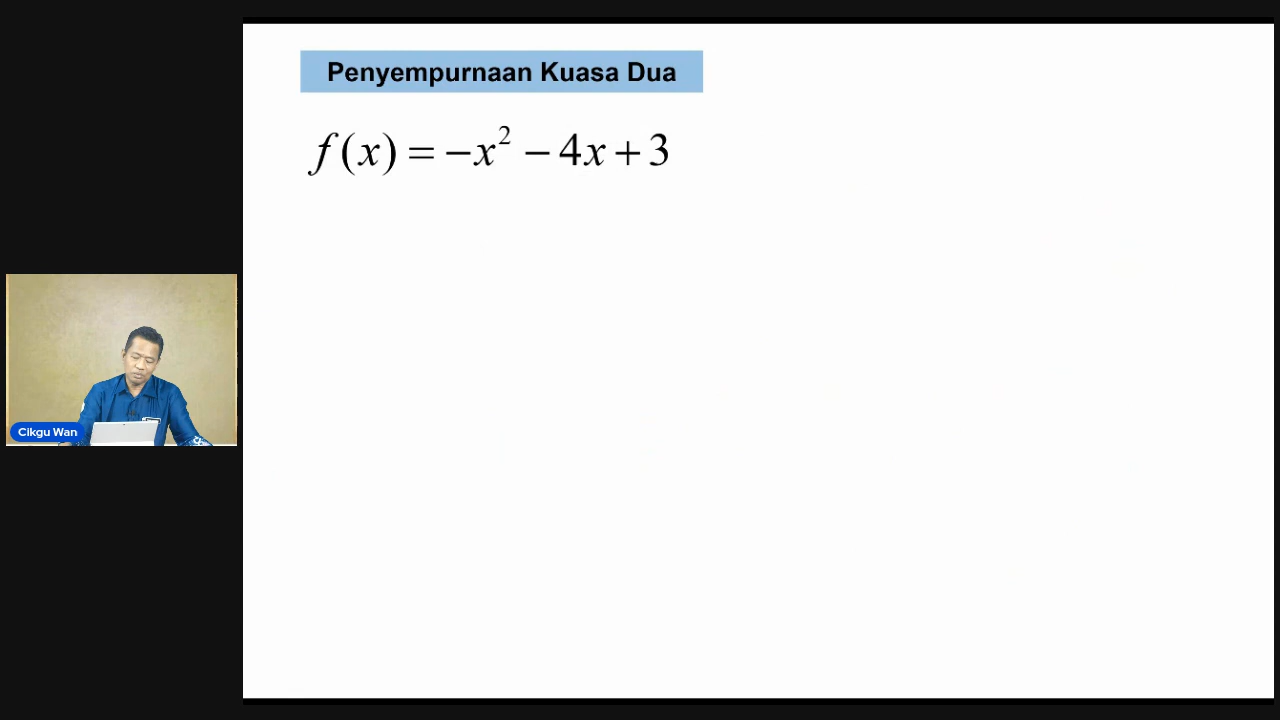 Penyempurnaan Kuasa Dua
f(x) = −x² − 4x + 3
Cikgu Wan